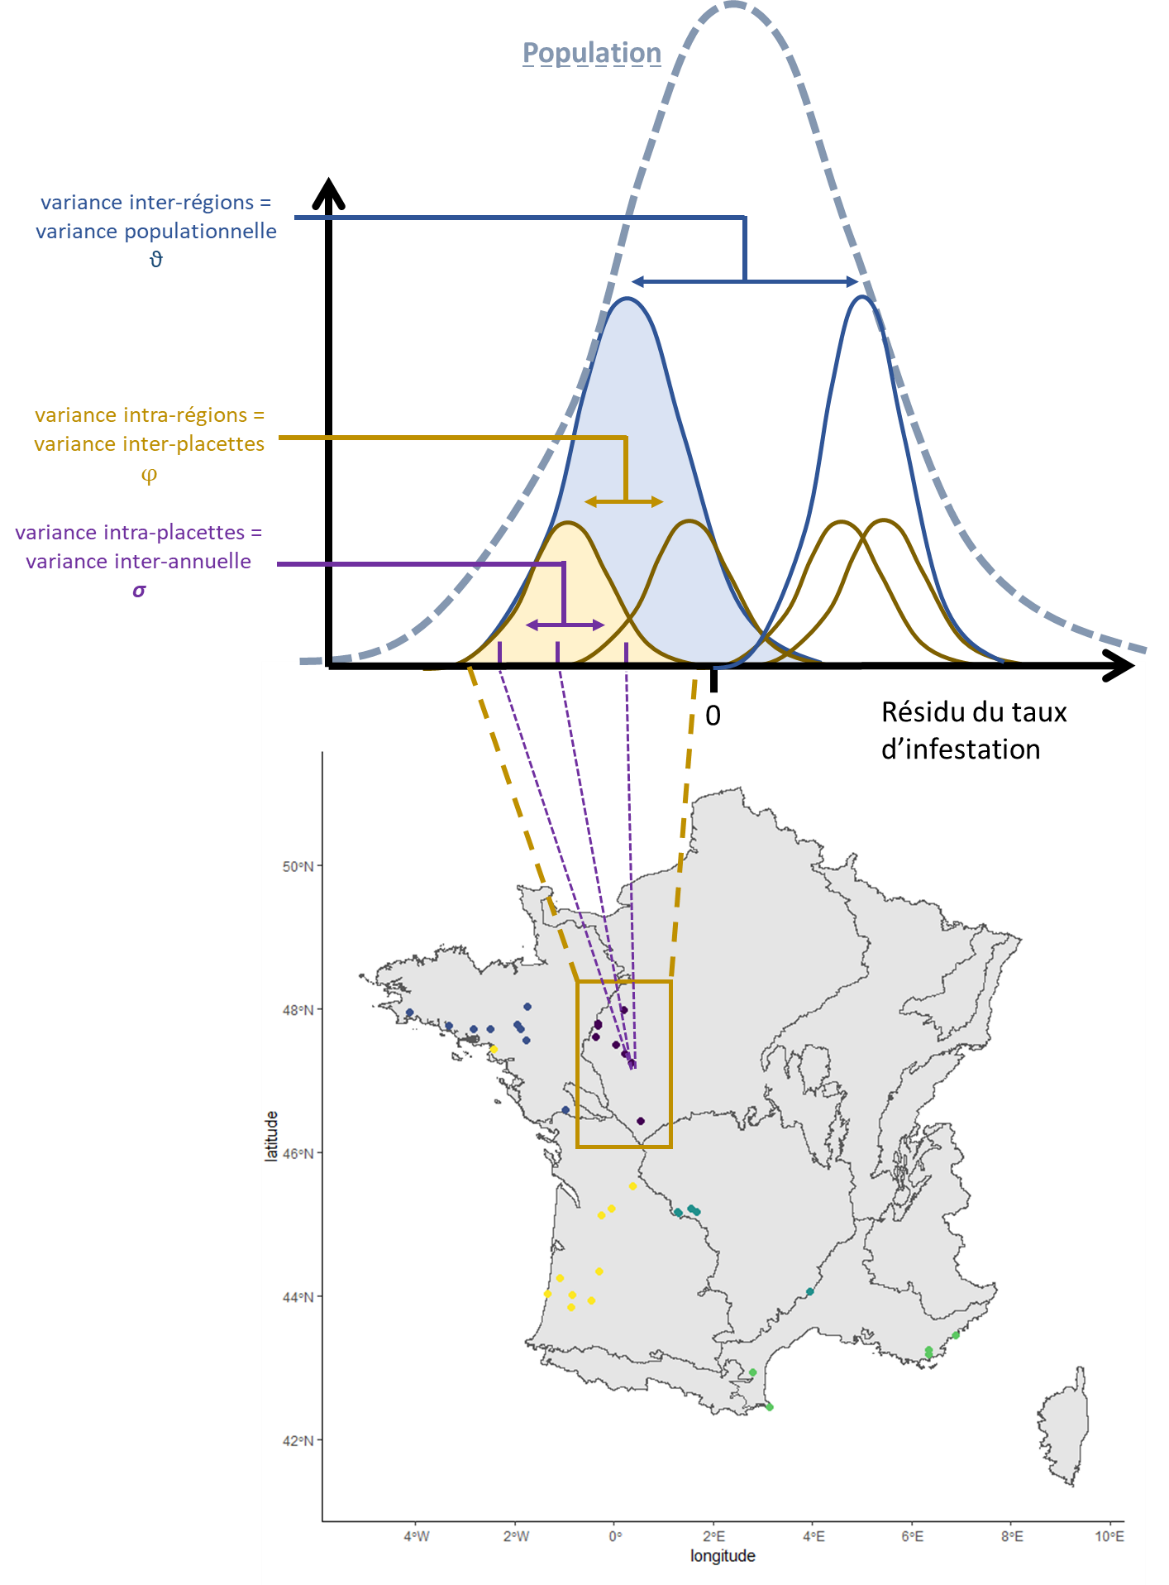 Population
variance inter-régions =
variance populationnelle
ϑ
variance intra-régions =
variance inter-placettes
φ
variance intra-placettes =
variance inter-annuelle
σ
0
Résidu du taux
d’infestation
50°N
48°N
46°N
44°N
42°N
latitude
4°W
2°W
0°
2°E
4°E
6°E
8°E
10°E
longitude